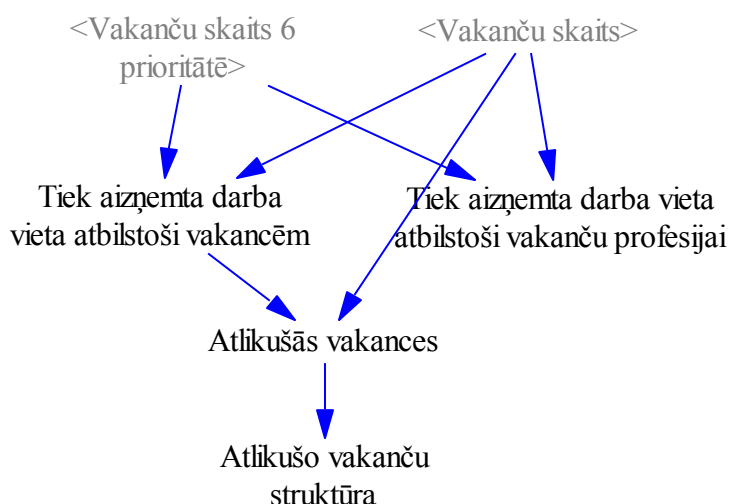 <Vakanču skaits 6
prioritātē>
<Vakanču skaits>
Tiek aizņemta darba
vieta atbilstoši vakancēm
Tiek aizņemta darba vieta
atbilstoši vakanču profesijai
Atlikušās vakances
Atlikušo vakanču
struktūra